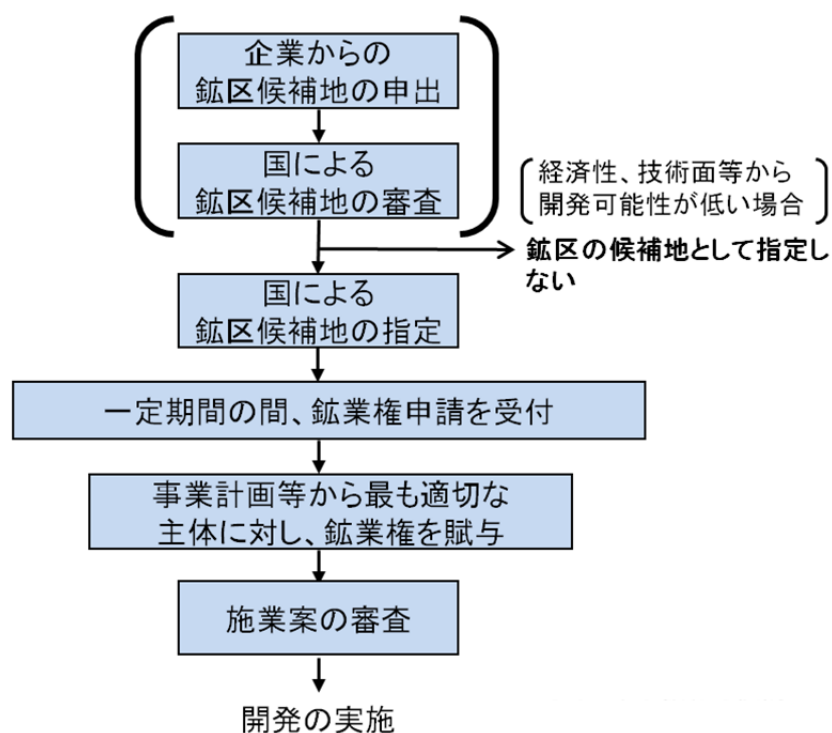 企業からの
鉱区候補地の申出
国による
鉱区候補地の審査
経済性、技術面等から
開発可能性が低い場合
鉱区の候補地として指定し
ない
国による
鉱区候補地の指定
一定期間の間、鉱業権申請を受付
事業計画等から最も適切な
主体に対し、鉱業権を賦与
施業案の審査
開発の実施